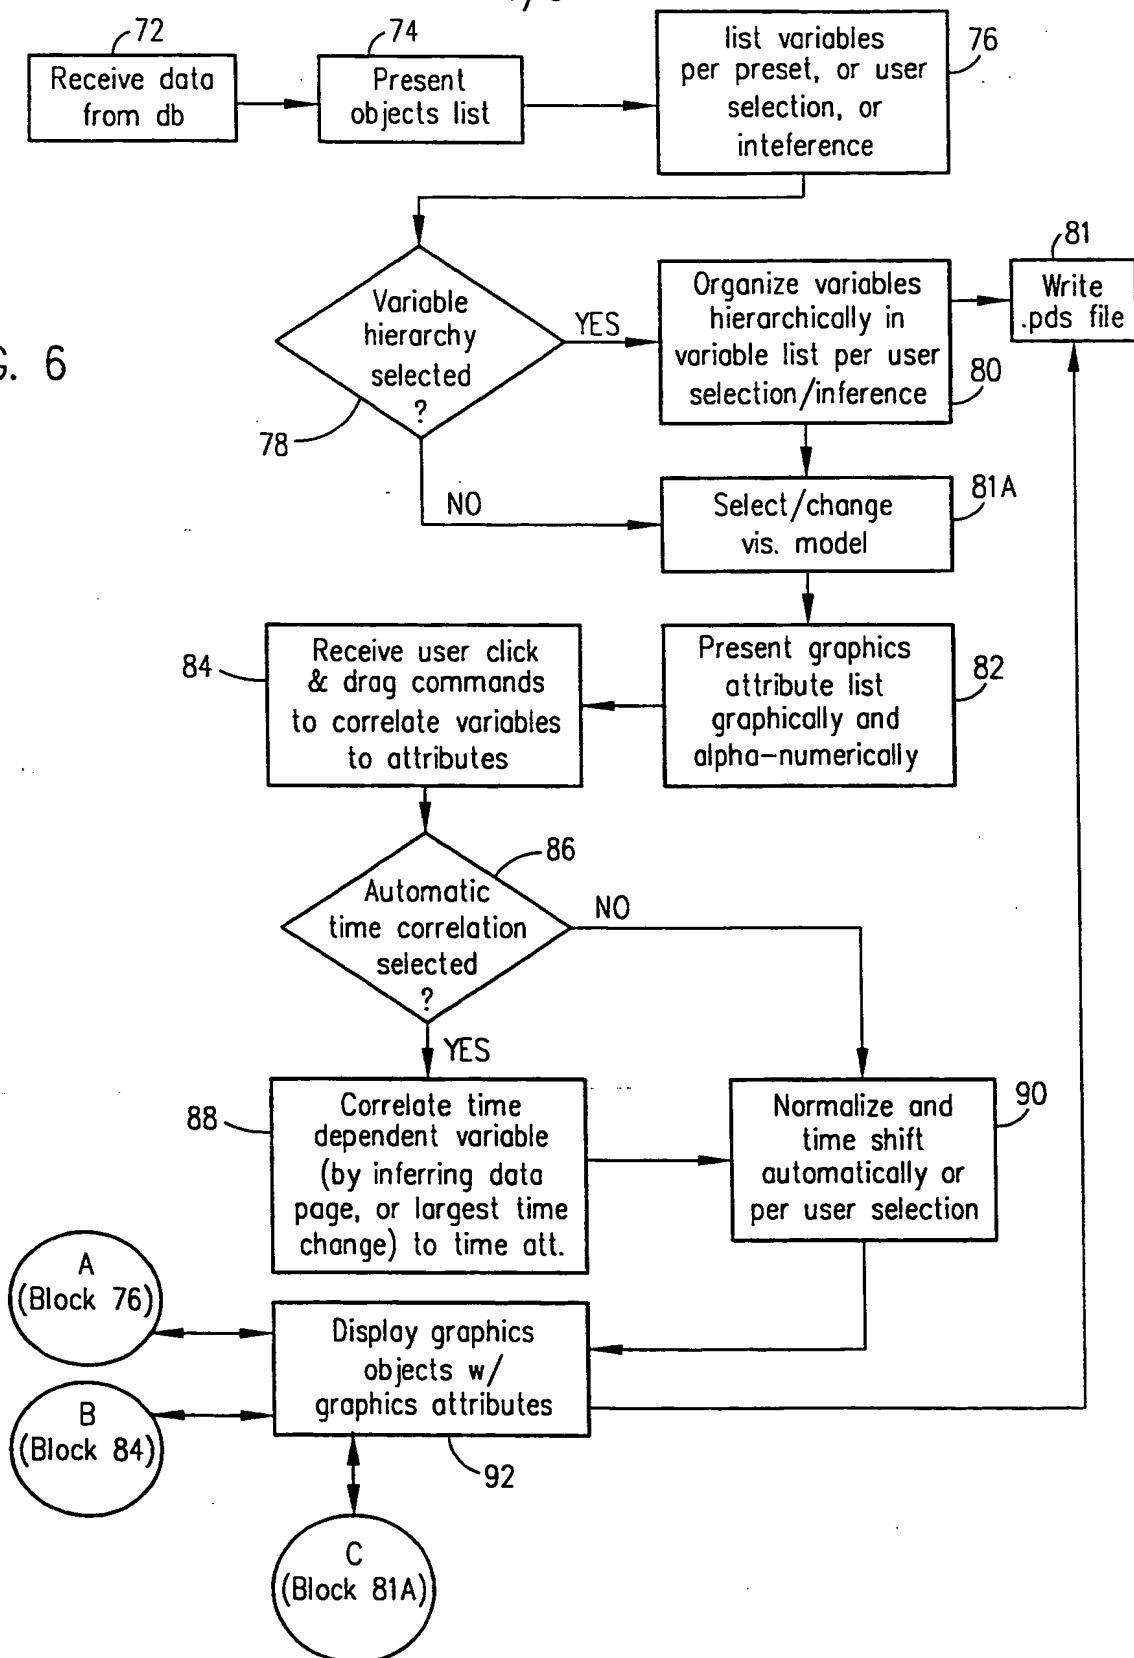 72
Receive data
from db
74
Present
objects list
76
list variables
per preset, or user
selection, or
inteference
78
Variable
hierarchy
selected
?
YES
NO
80
Organize variables
hierarchically in
variable list per user
selection/inference
81
Write
.pds file
G. 6
81A
Select/change
vis. model
82
Present graphics
attribute list
graphically and
alpha-numerically
84
Receive user click
& drag commands
to correlate variables
to attributes
86
Automatic
time correlation
selected
?
NO
YES
88
Correlate time
dependent variable
(by inferring data
page, or largest time
change) to time att.
90
Normalize and
time shift
automatically or
per user selection
A
(Block 76)
B
(Block 84)
Display graphics
objects w/
graphics attributes
92
C
(Block 81A)